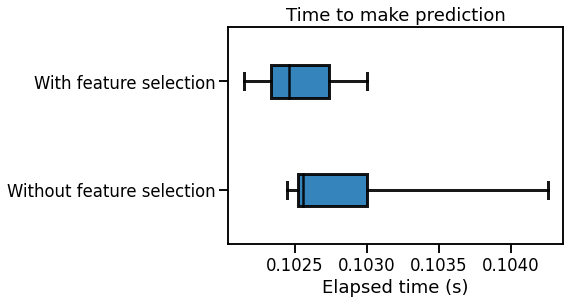 Time to make prediction
With feature selection
Without feature selection
0.1025 0.1030 0.1035 0.1040
Elapsed time (s)